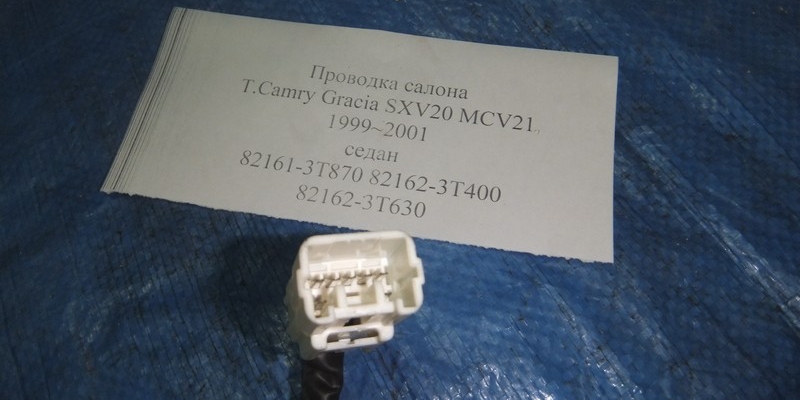 Проводка салона
T.Camry Gracia SXV20 MCV21,
1999~2001
седан
82161-3T870 82162-3T400
82162-3T630